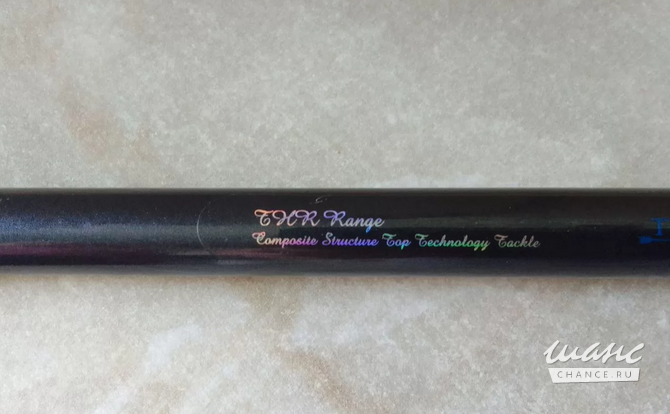 THR Range
Composite Structure Top Technology Tackle
шанс
CHANCE.RU